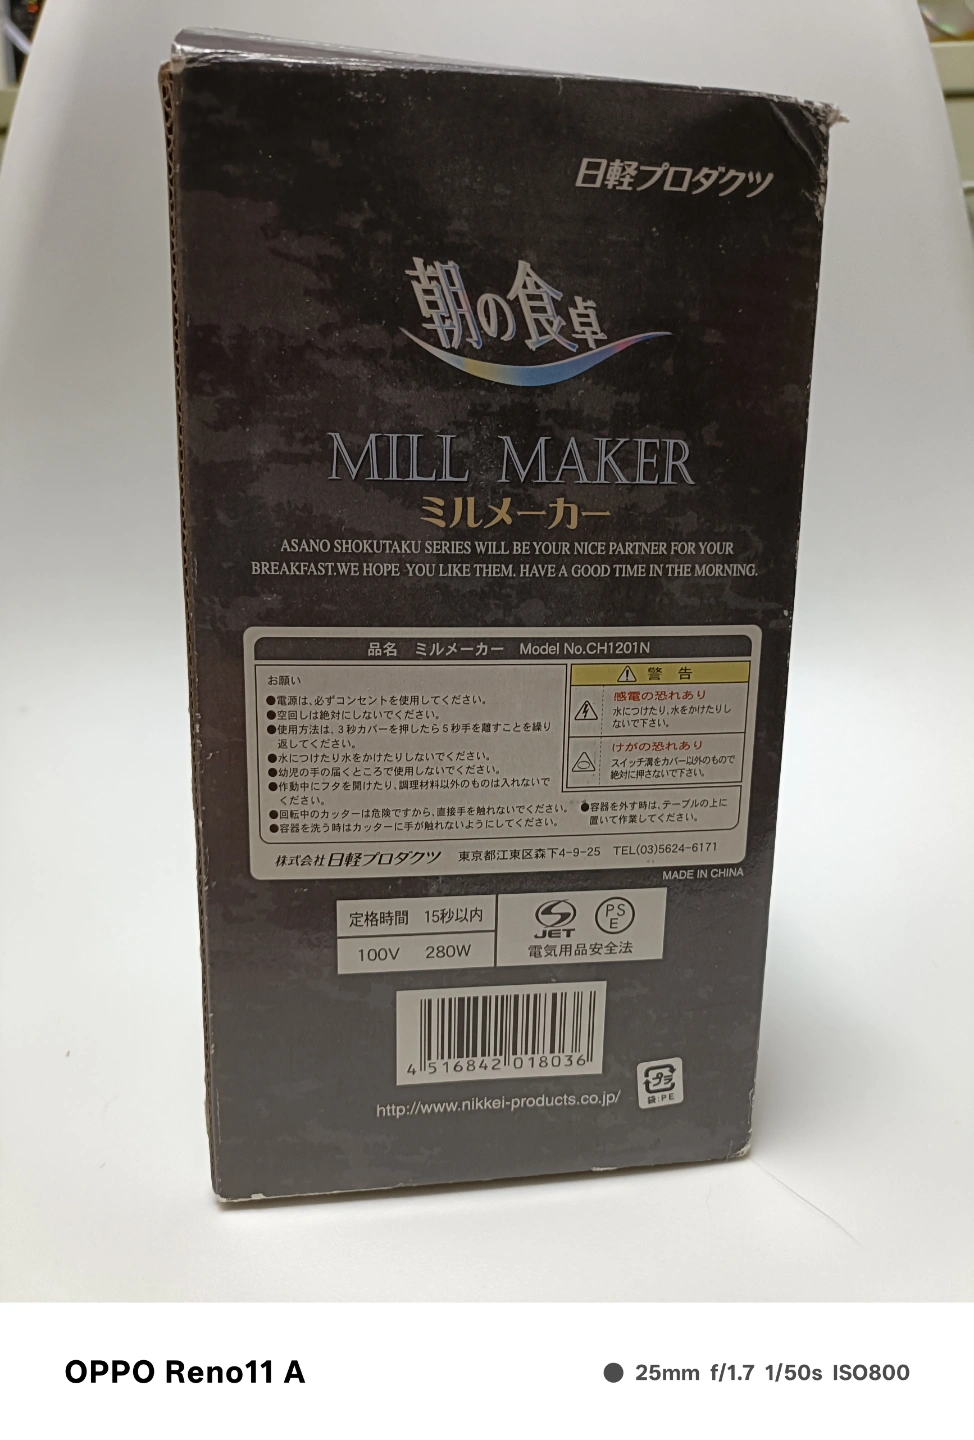 日軽プロダクツ
朝の食卓
MILL MAKER
ミルメーカー
ASANO SHOKUTAKU SERIES WILL BE YOUR NICE PARTNER FOR YOUR
BREAKFAST.WE HOPE YOU LIKE THEM. HAVE A GOOD TIME IN THE MORNING.
品名 ミルメーカー Model No.CH1201N
お願い
●電源は、必ずコンセントを使用してください。
●空回しは絶対にしないでください。
●使用方法は、3秒カバーを押したら5秒手を離すことを繰り
返してください。
●水につけたり水をかけたりしないでください。
●幼児の手の届くところで使用しないでください。
●作動中にフタを開けたり、調理材料以外のものは入れないで
ください。
●回転中のカッターは危険ですから、直接手を触れないでください。
●容器を洗う時はカッターに手が触れないようにしてください。
警告
感電の恐れあり
水につけたり、水をかけたりし
ないで下さい。
けがの恐れあり
スイッチ溝をカバー以外のもので
絶対に押さないで下さい。
●容器を外す時は、テーブルの上に
置いて作業してください。
株式会社 日軽プロダクツ 東京都江東区森下4-9-25 TEL(03)5624-6171
MADE IN CHINA
定格時間 15秒以内
100V 280W
JET
PS
E
電気用品安全法
4 516842 018036
http://www.nikkei-products.co.jp/
プラ
袋:PE
OPPO Reno11 A
25mm f/1.7 1/50s ISO800